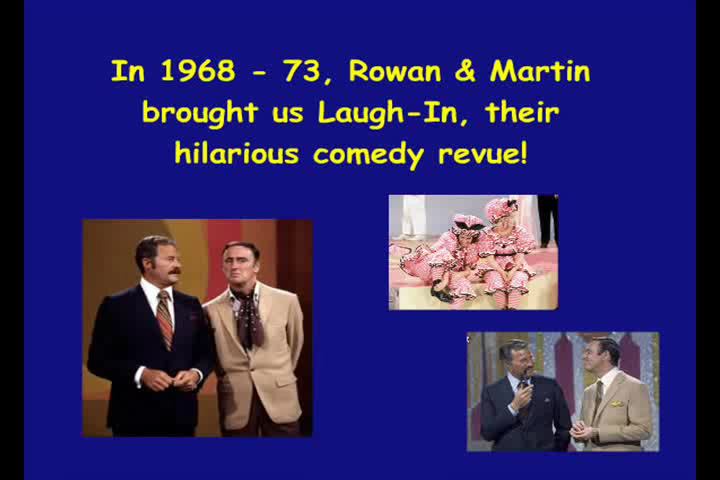 In 1968 - 73, Rowan & Martin
brought us Laugh-In, their
hilarious comedy revue!